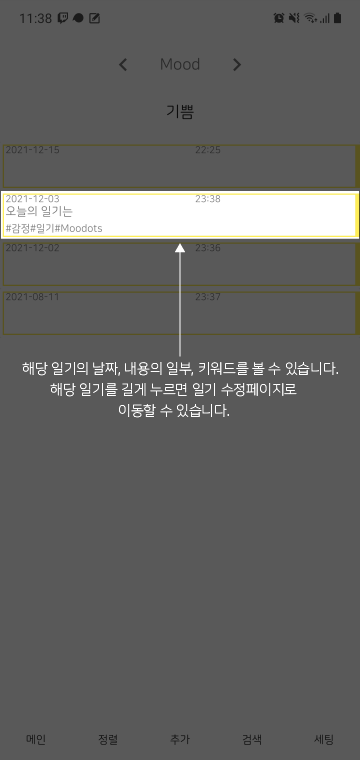 11:38
Mood
기쁨
2021-12-15 22:25
2021-12-03 23:38
오늘의 일기는
#감정#일기#Moodots
2021-12-02 23:36
2021-08-11 23:37
해당 일기의 날짜, 내용의 일부, 키워드를 볼 수 있습니다.
해당 일기를 길게 누르면 일기 수정페이지로
이동할 수 있습니다.
메인 정렬 추가 검색 세팅